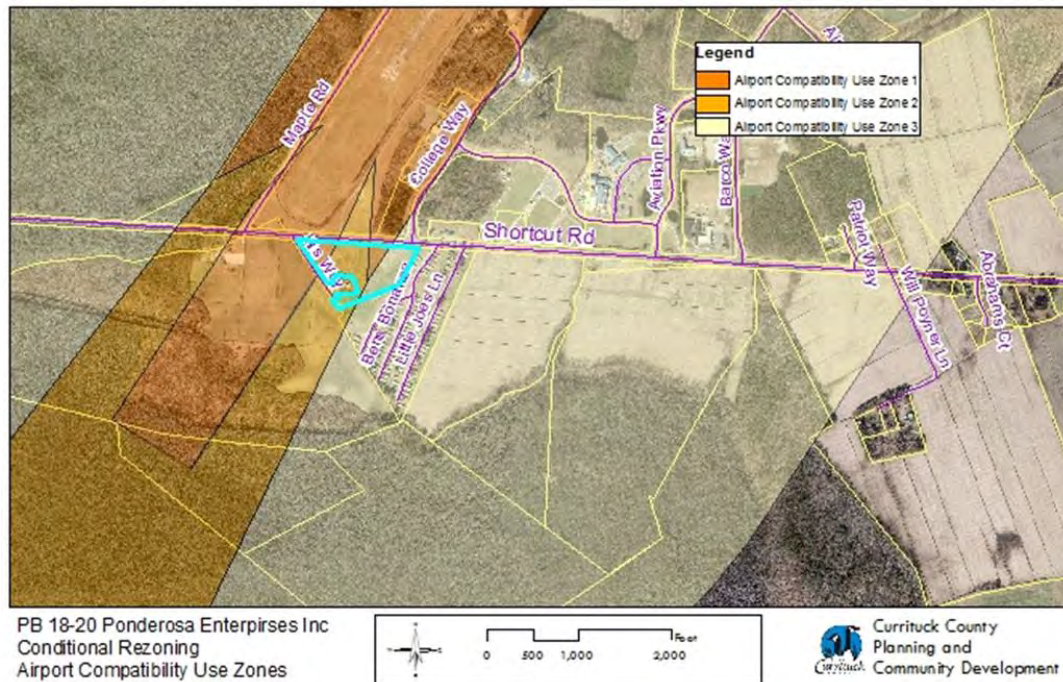 Legend
Airport Compatibility Use Zone 1
Airport Compatibility Use Zone 2
Airport Compatibility Use Zone 3
Maple Rd
College Way
Aviation Pkwy
Shortcut Rd
Patriot Way
Will Poyner Ln
Abrahams Ct
Little Joes Ln
PB 18-20 Ponderosa Enterpirses Inc
Conditional Rezoning
Airport Compatibility Use Zones
Feet
0 500 1,000 2,000
Currituck County
Planning and
Community Development
Currituck